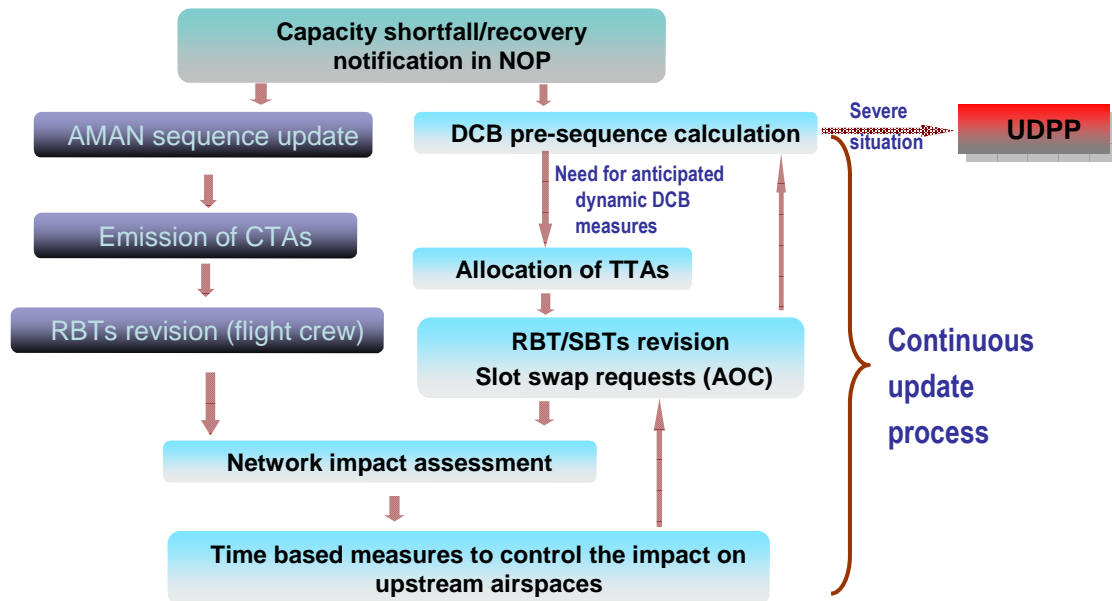 Capacity shortfall/recovery
notification in NOP
AMAN sequence update
DCB pre-sequence calculation
Severe
situation
UDPP
Need for anticipated
dynamic DCB
measures
Emission of CTAs
Allocation of TTAs
RBTs revision (flight crew)
RBT/SBTs revision
Slot swap requests (AOC)
Continuous
update
process
Network impact assessment
Time based measures to control the impact on
upstream airspaces